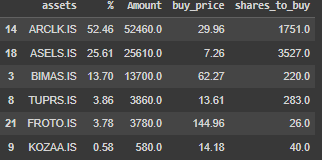 assets % Amount buy_price shares_to_buy
14 ARCLK.IS 52.46 52460.0 29.96 1751.0
18 ASELS.IS 25.61 25610.0 7.26 3527.0
3 BIMAS.IS 13.70 13700.0 62.27 220.0
8 TUPRS.IS 3.86 3860.0 13.61 283.0
21 FROTO.IS 3.78 3780.0 144.96 26.0
9 KOZAA.IS 0.58 580.0 14.18 40.0